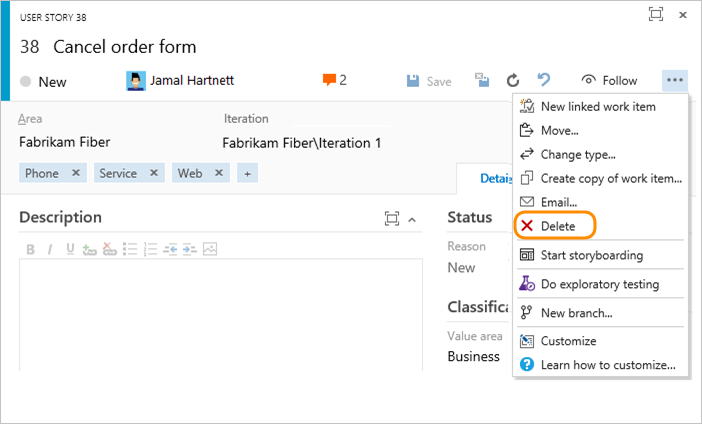 USER STORY 38
38 Cancel order form
New
Jamal Hartnett
2
Save
Follow
Area
Iteration
Fabrikam Fiber
Fabrikam Fiber\Iteration 1
Phone
Service
Web
+
Description
B I U
Status
Reason
New
Value area
Business
New linked work item
Move...
Change type...
Create copy of work item...
Email...
Delete
Start storyboarding
Do exploratory testing
New branch...
Customize
Learn how to customize...